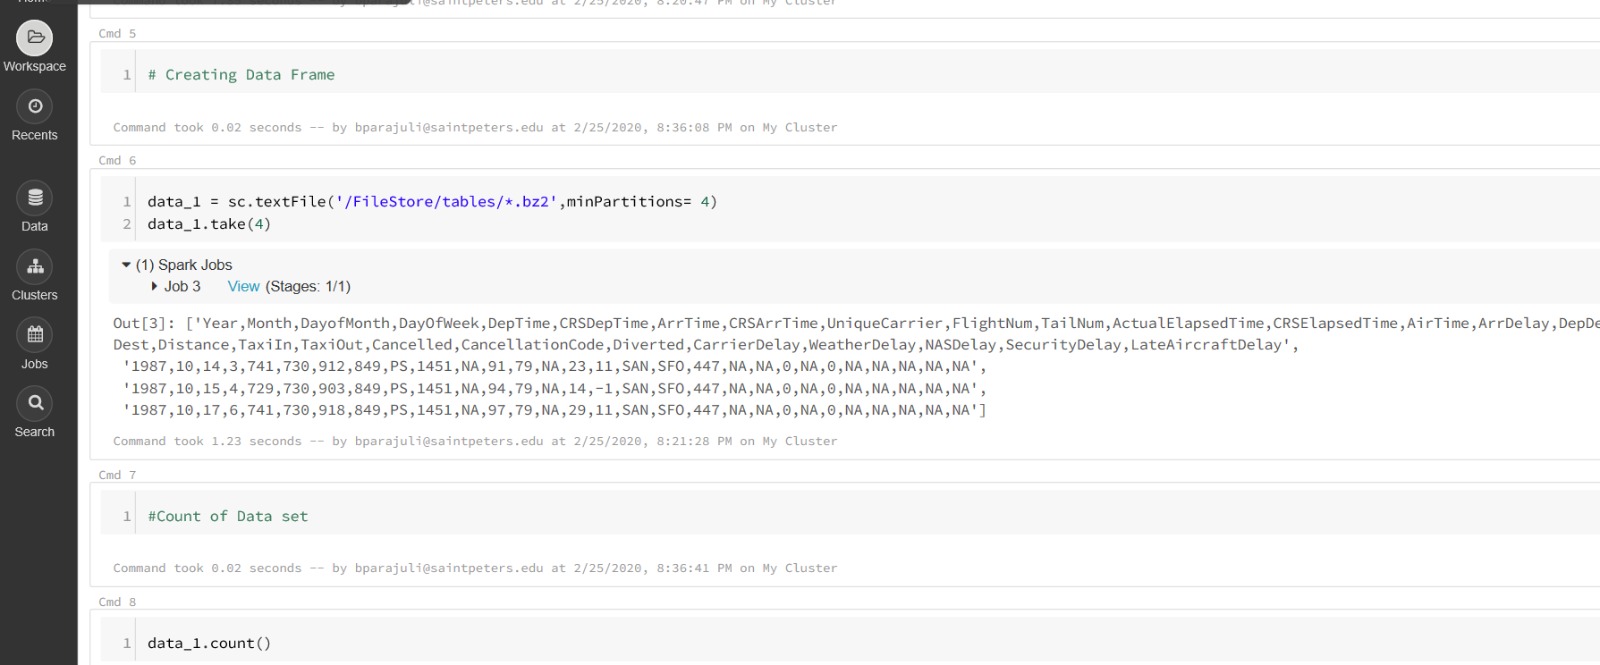 Command took 1.53 seconds -- by bparajuli@saintpeters.edu at 2/25/2020, 8:20:47 PM on My Cluster
Workspace
Recents
Data
Clusters
Jobs
Search
Cmd 5
1 # Creating Data Frame
Command took 0.02 seconds -- by bparajuli@saintpeters.edu at 2/25/2020, 8:36:08 PM on My Cluster
Cmd 6
1 data_1 = sc.textFile('/FileStore/tables/*.bz2',minPartitions= 4)
2 data_1.take(4)
(1) Spark Jobs
Job 3 View (Stages: 1/1)
Out[3]: ['Year,Month,DayofMonth,DayOfWeek,DepTime,CRSDepTime,ArrTime,CRSArrTime,UniqueCarrier,FlightNum,TailNum,ActualElapsedTime,CRSElapsedTime,AirTime,ArrDelay,DepDe
Dest,Distance,TaxiIn,TaxiOut,Cancelled,CancellationCode,Diverted,CarrierDelay,WeatherDelay,NASDelay,SecurityDelay,LateAircraftDelay',
'1987,10,14,3,741,730,912,849,PS,1451,NA,91,79,NA,23,11,SAN,SFO,447,NA,NA,0,NA,0,NA,NA,NA,NA,NA',
'1987,10,15,4,729,730,903,849,PS,1451,NA,94,79,NA,14,-1,SAN,SFO,447,NA,NA,0,NA,0,NA,NA,NA,NA,NA',
'1987,10,17,6,741,730,918,849,PS,1451,NA,97,79,NA,29,11,SAN,SFO,447,NA,NA,0,NA,0,NA,NA,NA,NA,NA']
Command took 1.23 seconds -- by bparajuli@saintpeters.edu at 2/25/2020, 8:21:28 PM on My Cluster
Cmd 7
1 #Count of Data set
Command took 0.02 seconds -- by bparajuli@saintpeters.edu at 2/25/2020, 8:36:41 PM on My Cluster
Cmd 8
1 data_1.count()